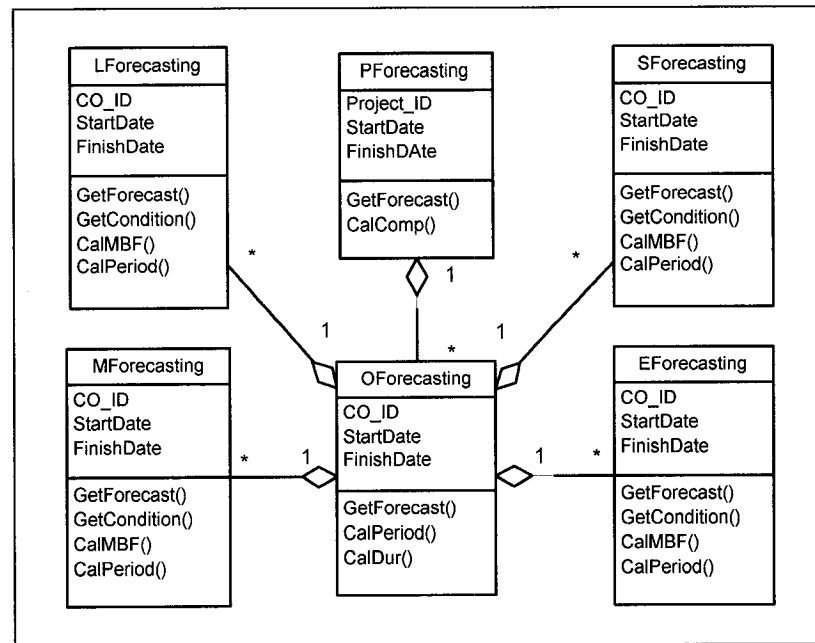 LForecasting
CO_ID
StartDate
FinishDate
GetForecast()
GetCondition()
CalMBF()
CalPeriod()
PForecasting
Project_ID
StartDate
FinishDAte
GetForecast()
CalComp()
SForecasting
CO_ID
StartDate
FinishDate
GetForecast()
GetCondition()
CalMBF()
CalPeriod()
* 1 * 1
1 *
MForecasting
CO_ID
StartDate
FinishDate
GetForecast()
GetCondition()
CalMBF()
CalPeriod()
* 1
OForecasting
CO_ID
StartDate
FinishDate
GetForecast()
CalPeriod()
CalDur()
1 *
EForecasting
CO_ID
StartDate
FinishDate
GetForecast()
GetCondition()
CalMBF()
CalPeriod()